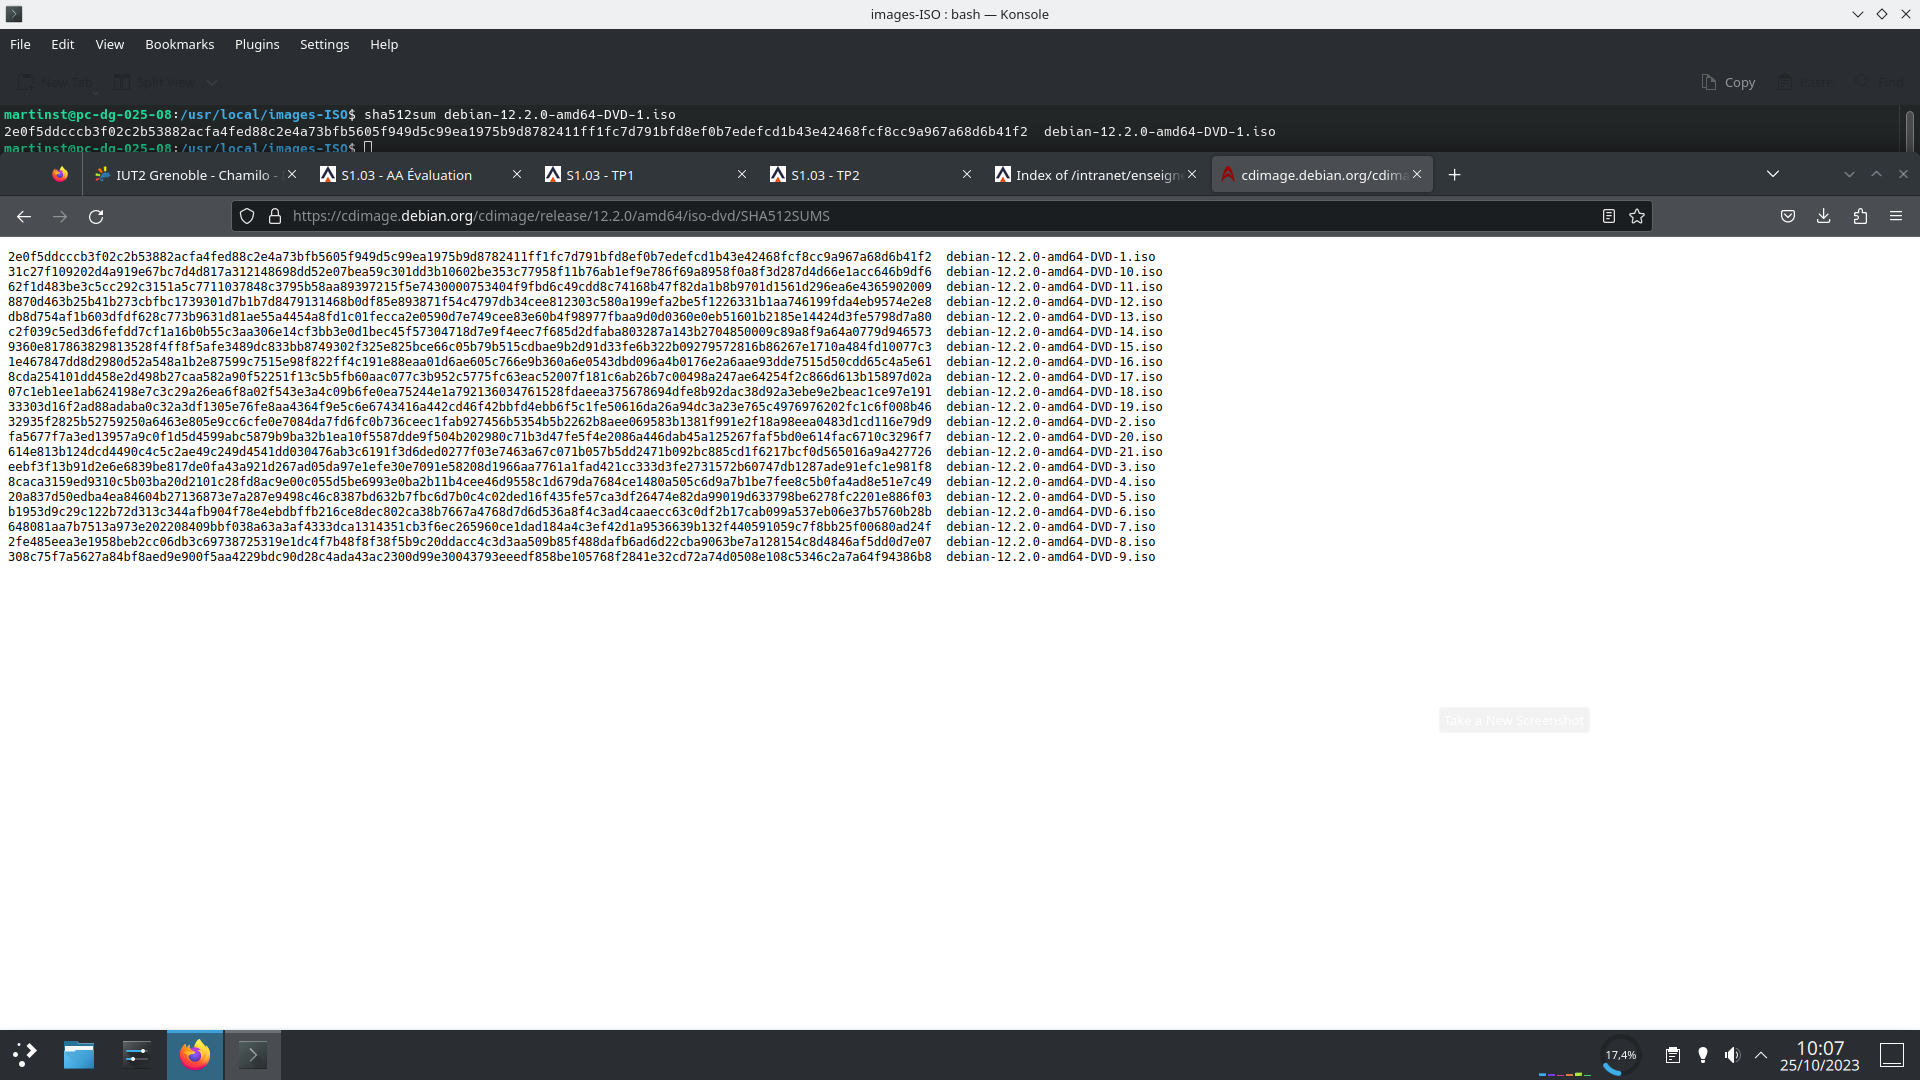 images-ISO : bash — Konsole
File Edit View Bookmarks Plugins Settings Help
New Tab Split View Copy Paste Find
martinst@pc-dg-025-08:/usr/local/images-ISO$ sha512sum debian-12.2.0-amd64-DVD-1.iso
2e0f5ddcccb3f02c2b53882acfa4fed88c2e4a73bfb5605f949d5c99ea1975b9d8782411ff1fc7d791bfd8ef0b7edefcd1b43e42468fcf8cc9a967a68d6b41f2 debian-12.2.0-amd64-DVD-1.iso
martinst@pc-dg-025-08:/usr/local/images-ISO$
IUT2 Grenoble - Chamilo - S1.03 - AA Évaluation S1.03 - TP1 S1.03 - TP2 Index of /intranet/enseign cdimage.debian.org/cdima
https://cdimage.debian.org/cdimage/release/12.2.0/amd64/iso-dvd/SHA512SUMS
2e0f5ddcccb3f02c2b53882acfa4fed88c2e4a73bfb5605f949d5c99ea1975b9d8782411ff1fc7d791bfd8ef0b7edefcd1b43e42468fcf8cc9a967a68d6b41f2 debian-12.2.0-amd64-DVD-1.iso
31c27f109202d4a919e67bc7d4d817a312148698dd52e07bea59c301dd3b10602be353c77958f11b76ab1ef9e786f69a8958f0a8f3d287d4d66e1acc646b9df6 debian-12.2.0-amd64-DVD-10.iso
62f1d483be3c5cc292c3151a5c7711037848c3795b58aa89397215f5e7430000753404f9fbd6c49cdd8c74168b47f82da1b8b9701d1561d296ea6e4365902009 debian-12.2.0-amd64-DVD-11.iso
8870d463b25b41b273cbfbc1739301d7b1b7d8479131468b0df85e893871f54c4797db34cee812303c580a199efa2be5f1226331b1aa746199fda4eb9574e2e8 debian-12.2.0-amd64-DVD-12.iso
db8d754af1b603dfdf628c773b9631d81ae55a4454a8fd1c01fecca2e0590d7e749cee83e60b4f98977fbaa9d0d0360e0eb51601b2185e14424d3fe5798d7a80 debian-12.2.0-amd64-DVD-13.iso
c2f039c5ed3d6fefdd7cf1a16b0b55c3aa306e14cf3bb3e0d1bec45f57304718d7e9f4eec7f685d2dfaba803287a143b2704850009c89a8f9a64a0779d946573 debian-12.2.0-amd64-DVD-14.iso
9360e817863829813528f4ff8f5afe3489dc833bb8749302f325e825bce66c05b79b515cdbae9b2d91d33fe6b322b09279572816b86267e1710a484fd10077c3 debian-12.2.0-amd64-DVD-15.iso
1e467847dd8d2980d52a548a1b2e87599c7515e98f822ff4c191e88eaa01d6ae605c766e9b360a6e0543dbd096a4b0176e2a6aae93dde7515d50cdd65c4a5e61 debian-12.2.0-amd64-DVD-16.iso
8cda254101dd458e2d498b27caa582a90f52251f13c5b5fb60aac077c3b952c5775fc63eac52007f181c6ab26b7c00498a247ae64254f2c866d613b15897d02a debian-12.2.0-amd64-DVD-17.iso
07c1eb1ee1ab624198e7c3c29a26ea6f8a02f543e3a4c09b6fe0ea75244e1a792136034761528fdaeea375678694dfe8b92dac38d92a3ebe9e2beac1ce97e191 debian-12.2.0-amd64-DVD-18.iso
33303d16f2ad88adaba0c32a3df1305e76fe8aa4364f9e5c6e6743416a442cd46f42bbfd4ebb6f5c1fe50616da26a94dc3a23e765c4976976202fc1c6f008b46 debian-12.2.0-amd64-DVD-19.iso
32935f2825b52759250a6463e805e9cc6cfe0e7084da7fd6fc0b736ceec1fab927456b5354b5b2262b8aee069583b1381f991e2f18a98eea0483d1cd116e79d9 debian-12.2.0-amd64-DVD-2.iso
fa5fa7f7a3ed13957a9c0f1d5d4599abc5879b9ba32b1ea10f5587dde9f504b202980c71b3d47fe5f4e2086a446dab45a125267faf5bd0e614fac6710c3296f7 debian-12.2.0-amd64-DVD-20.iso
614e813b124dcd4490c4c5c2ae49c249d4541dd030476ab3c6191f3d6ded0277f03e7463a67c071b057b5dd2471b092bc885cd1f6217bcf0d565016a9a427726 debian-12.2.0-amd64-DVD-21.iso
eebf3f13b91d2e6e6839be817de0fa43a921d267ad05da97e1efe30e7091e58208d1966aa7761a1fad421cc333d3fe2731572b60747db1287ade91efc1e981f8 debian-12.2.0-amd64-DVD-3.iso
8caca3159ed9310c5b03ba20d2101c28fd8ac9e00c055d5be6993e0ba2b11b4cee46d9558c1d679da7684ce1480a505c6d9a7b1be7fee8c5b0fa4ad8e51e7c49 debian-12.2.0-amd64-DVD-4.iso
20a837d50edba4ea84604b27136873e7a287e9498c46c8387bd632b7fbc6d7b0c4c02ded16f435fe57ca3df26474e82da99019d633798be6278fc2201e886f03 debian-12.2.0-amd64-DVD-5.iso
b1953d9c29c122b72d313c344afb904f78e4ebdbffb216ce8dec802ca38b7667a4768d7d6d536a8f4c3ad4caaecc63c0df2b17cab099a537eb06e37b5760b28b debian-12.2.0-amd64-DVD-6.iso
648081aa7b7513a973e202208409bbf038a63a3af4333dca1314351cb3f6ec265960ce1dad184a4c3ef42d1a9536639b132f440591059c7f8bb25f00680ad24f debian-12.2.0-amd64-DVD-7.iso
2fe485eea3e1958beb2cc06db3c69738725319e1dc4f7b48f8f38f5b9c20ddacc4c3d3aa509b85f488dafb6ad6d22cba9063be7a128154c8d4846af5dd0d7e07 debian-12.2.0-amd64-DVD-8.iso
308c75f7a5627a84bf8aed9e900f5aa4229bdc90d28c4ada43ac2300d99e30043793eeedf858be105768f2841e32cd72a74d0508e108c5346c2a7a64f94386b8 debian-12.2.0-amd64-DVD-9.iso
Take a New Screenshot
17,4%
10:07
25/10/2023